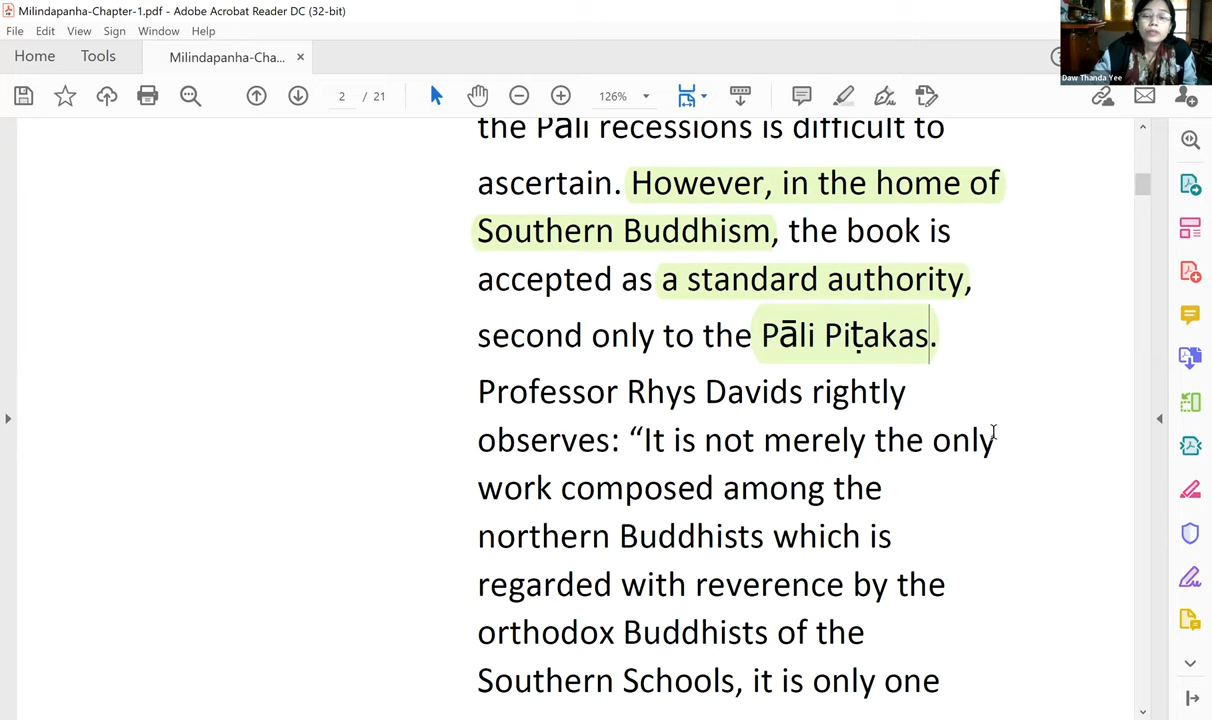 Milindapanha-Chapter-1.pdf - Adobe Acrobat Reader DC (32-bit)
File Edit View Sign Window Help
Home Tools Milindapanha-Cha... ×
2 / 21 126%
Daw Thanda Yee
the Pāli recessions is difficult to
ascertain. However, in the home of
Southern Buddhism, the book is
accepted as a standard authority,
second only to the Pāli Piṭakas.
Professor Rhys Davids rightly
observes: “It is not merely the only
work composed among the
northern Buddhists which is
regarded with reverence by the
orthodox Buddhists of the
Southern Schools, it is only one